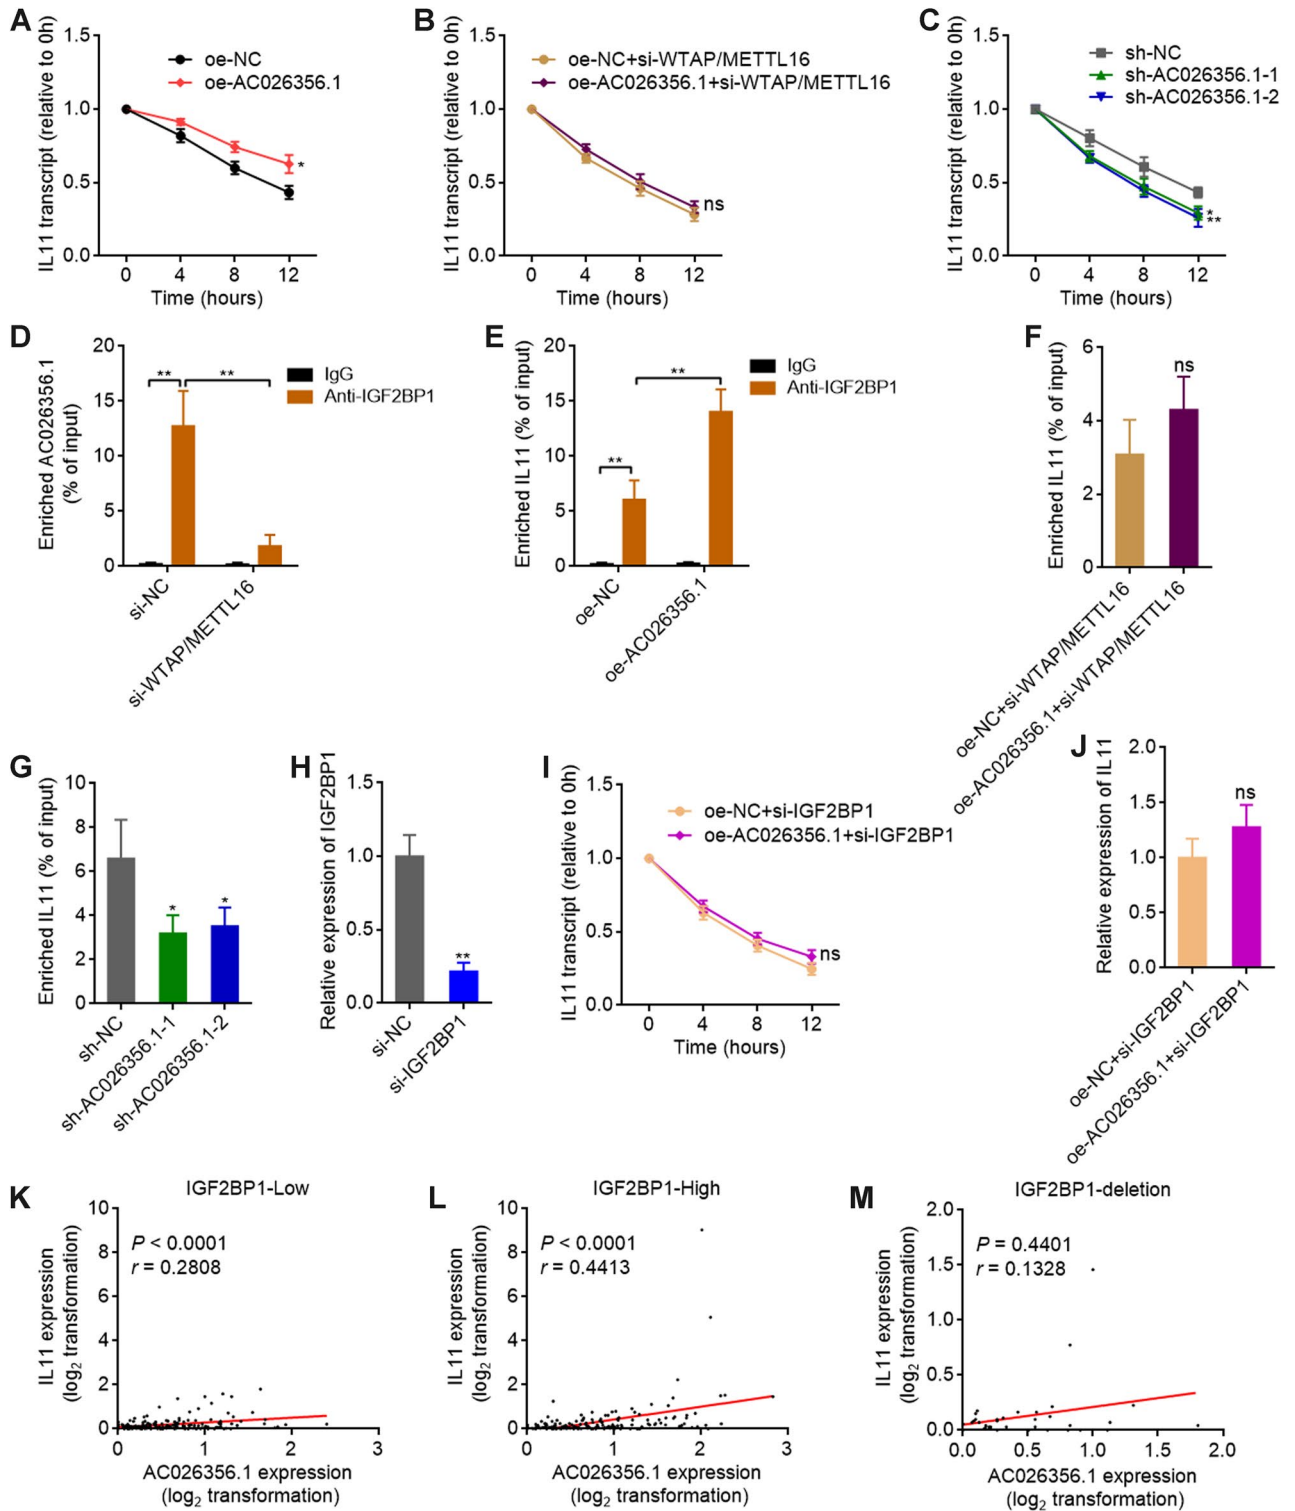 A
IL11 transcript (relative to 0h)
1.5
1.0
0.5
0.0
oe-NC
oe-AC026356.1
*
0 4 8 12
Time (hours)
B
IL11 transcript (relative to 0h)
1.5
1.0
0.5
0.0
oe-NC+si-WTAP/METTL16
oe-AC026356.1+si-WTAP/METTL16
ns
0 4 8 12
Time (hours)
C
IL11 transcript (relative to 0h)
1.5
1.0
0.5
0.0
sh-NC
sh-AC026356.1-1
sh-AC026356.1-2
*
**
0 4 8 12
Time (hours)
D
Enriched AC026356.1
(% of input)
20
15
10
5
0
** **
IgG
Anti-IGF2BP1
si-NC
si-WTAP/METTL16
E
Enriched IL11 (% of input)
20
15
10
5
0
**
**
IgG
Anti-IGF2BP1
oe-NC
oe-AC026356.1
F
Enriched IL11 (% of input)
6
4
2
0
ns
oe-NC+si-WTAP/METTL16
oe-AC026356.1+si-WTAP/METTL16
G
Enriched IL11 (% of input)
10
8
6
4
2
0
* *
sh-NC
sh-AC026356.1-1
sh-AC026356.1-2
H
Relative expression of IGF2BP1
1.5
1.0
0.5
0.0
**
si-NC
si-IGF2BP1
I
IL11 transcript (relative to 0h)
1.5
1.0
0.5
0.0
oe-NC+si-IGF2BP1
oe-AC026356.1+si-IGF2BP1
ns
0 4 8 12
Time (hours)
J
Relative expression of IL11
2.0
1.5
1.0
0.5
0.0
ns
oe-NC+si-IGF2BP1
oe-AC026356.1+si-IGF2BP1
K
IGF2BP1-Low
IL11 expression
(log2 transformation)
10
8
6
4
2
0
P < 0.0001
r = 0.2808
0 1 2 3
AC026356.1 expression
(log2 transformation)
L
IGF2BP1-High
IL11 expression
(log2 transformation)
10
8
6
4
2
0
P < 0.0001
r = 0.4413
0 1 2 3
AC026356.1 expression
(log2 transformation)
M
IGF2BP1-deletion
IL11 expression
(log2 transformation)
2.0
1.5
1.0
0.5
0.0
P = 0.4401
r = 0.1328
0.0 0.5 1.0 1.5 2.0
AC026356.1 expression
(log2 transformation)